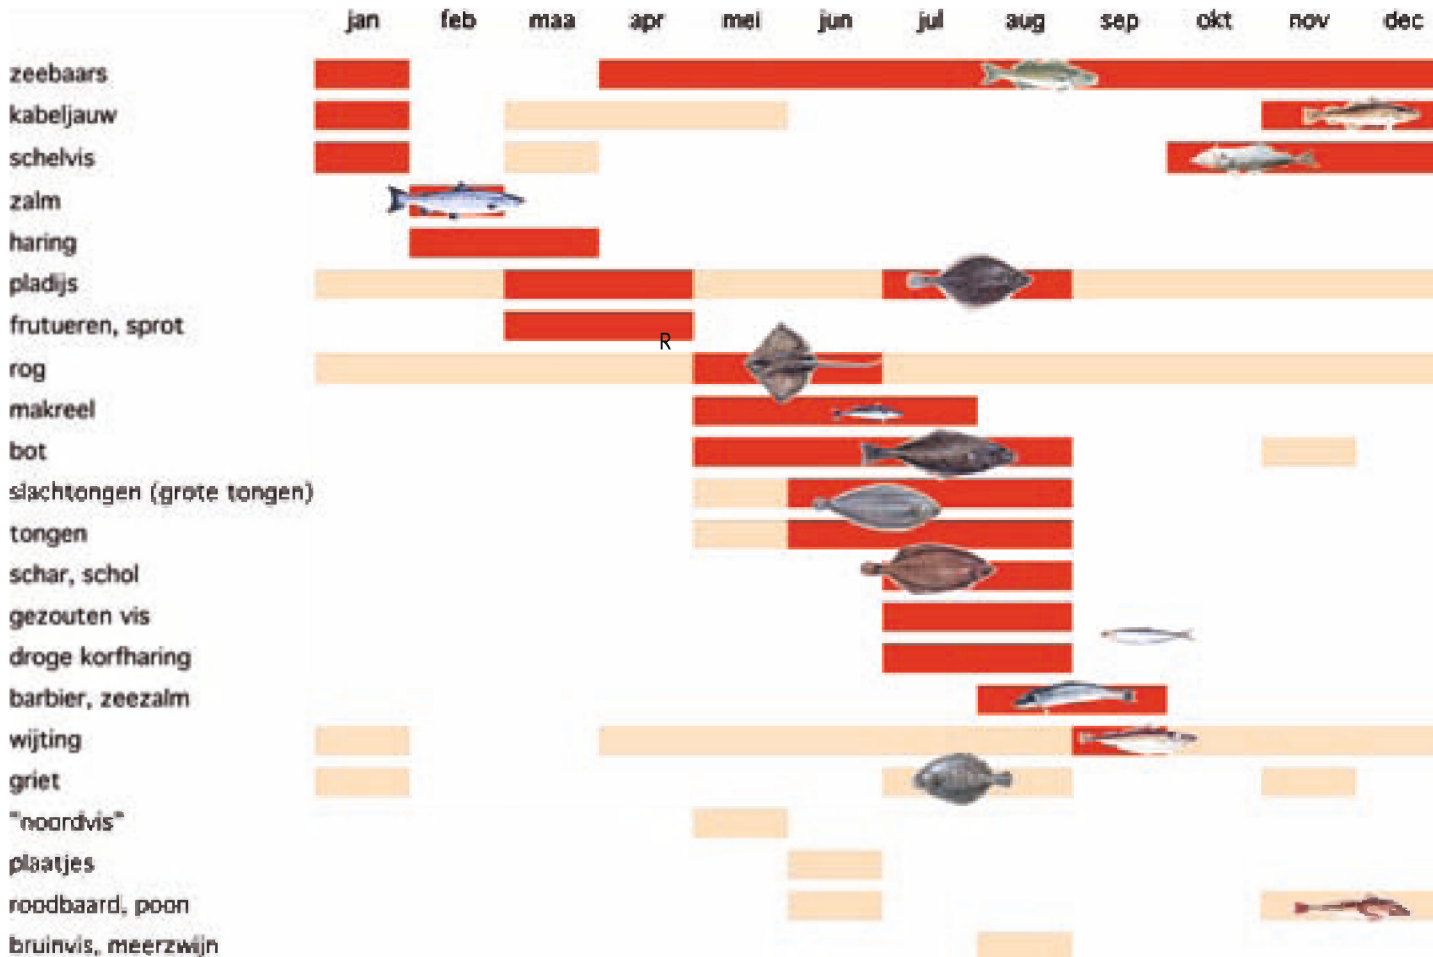 jan feb maa apr mei jun jul aug sep okt nov dec
zeebaars
kabeljauw
schelvis
zalm
haring
pladijs
frutueren, sprot
R
rog
makreel
bot
slachtongen (grote tongen)
tongen
schar, schol
gezouten vis
droge korfharing
barbier, zeezalm
wijting
griet
"noordvis"
plaatjes
roodbaard, poon
bruinvis, meerzwijn